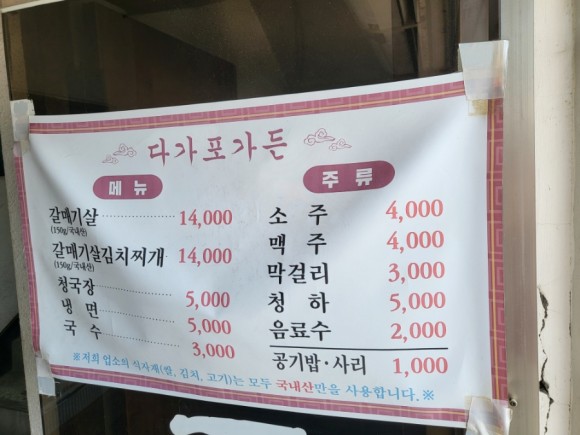 다가포가든
메뉴
갈매기살 14,000
(150g/국내산)
갈매기살김치찌개 14,000
(150g/국내산)
청국장 5,000
냉면 5,000
국수 3,000
주류
소주 4,000
맥주 4,000
막걸리 3,000
청하 5,000
음료수 2,000
공기밥·사리 1,000
※저희 업소의 식자재(쌀, 김치, 고기)는 모두 국내산만을 사용합니다.※